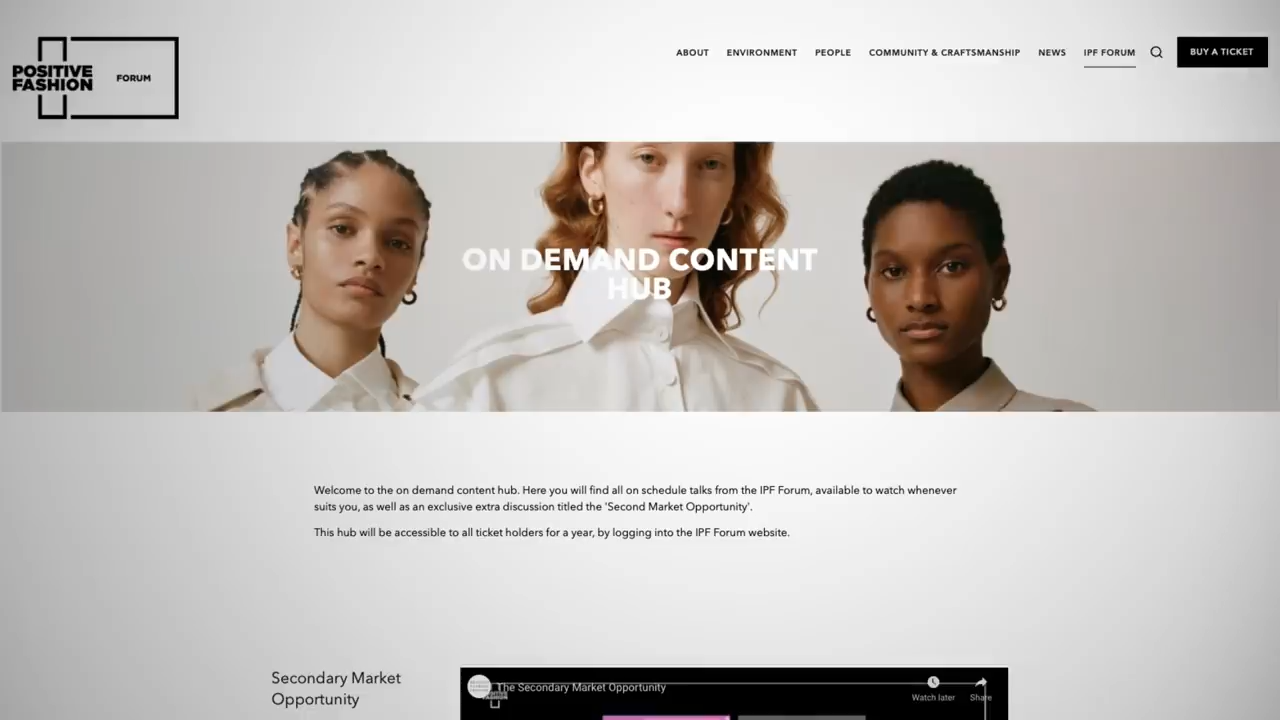 POSITIVE
FASHION
FORUM
ABOUT
ENVIRONMENT
PEOPLE
COMMUNITY & CRAFTSMANSHIP
NEWS
IPF FORUM
BUY A TICKET
ON DEMAND CONTENT
HUB
Welcome to the on demand content hub. Here you will find all on schedule talks from the IPF Forum, available to watch whenever
suits you, as well as an exclusive extra discussion titled the 'Second Market Opportunity'.
This hub will be accessible to all ticket holders for a year, by logging into the IPF Forum website.
Secondary Market
Opportunity
The Secondary Market Opportunity
Watch later
Share